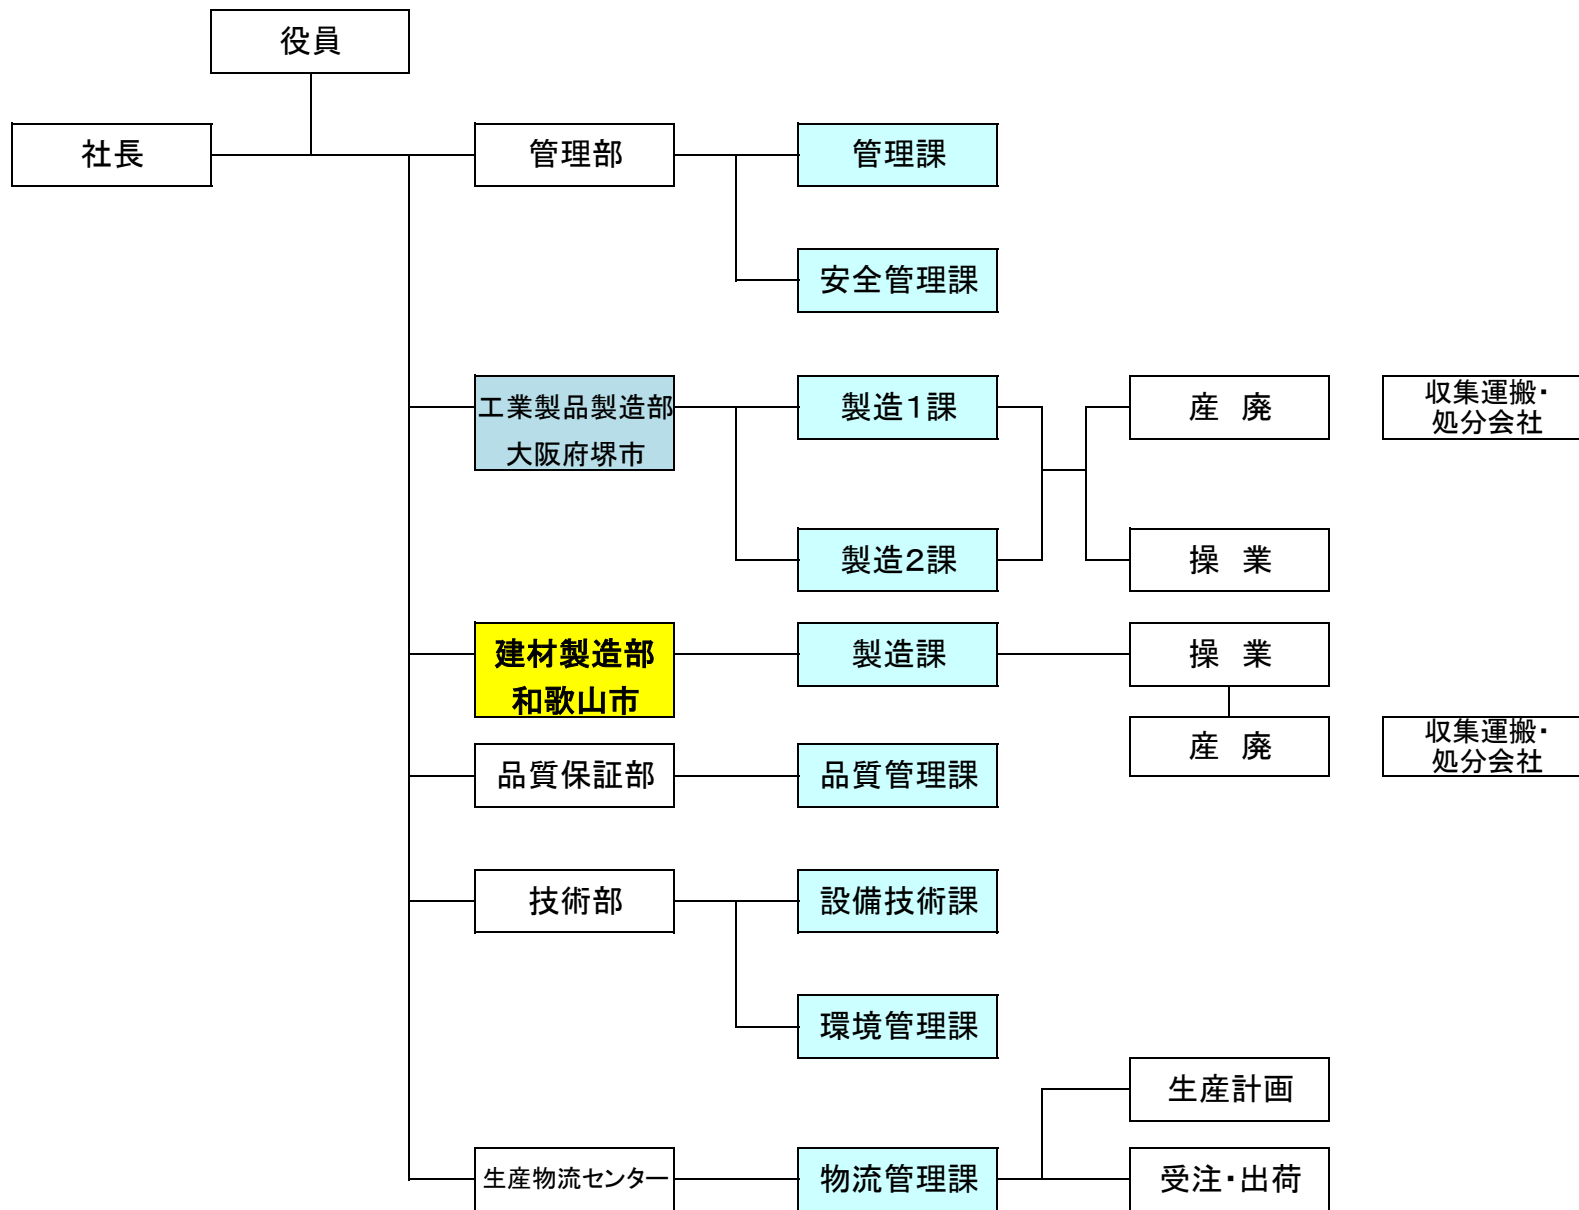 役員
社長
管理部
管理課
安全管理課
工業製品製造部
大阪府堺市
製造1課
産 廃
収集運搬・
処分会社
製造2課
操 業
建材製造部
和歌山市
製造課
操 業
産 廃
収集運搬・
処分会社
品質保証部
品質管理課
技術部
設備技術課
環境管理課
生産計画
生産物流センター
物流管理課
受注・出荷